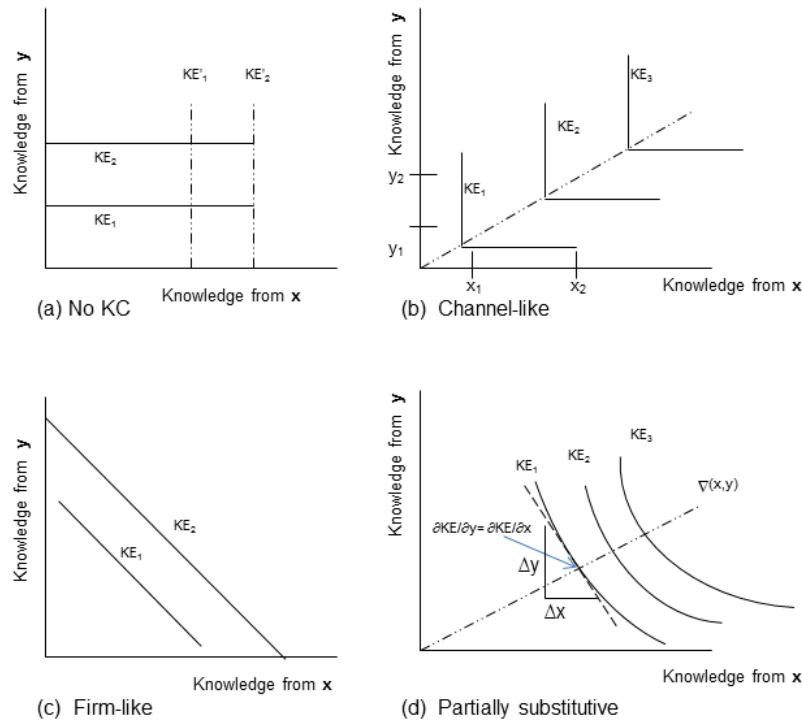 Knowledge from y
KE'1
KE'2
KE2
KE1
Knowledge from x
(a) No KC
Knowledge from y
y2
y1
KE1
KE2
KE3
x1
x2
Knowledge from x
(b) Channel-like
Knowledge from y
KE2
KE1
Knowledge from x
(c) Firm-like
Knowledge from y
KE1
KE2
KE3
∇(x,y)
∂KE/∂y= ∂KE/∂x
Δy
Δx
Knowledge from x
(d) Partially substitutive